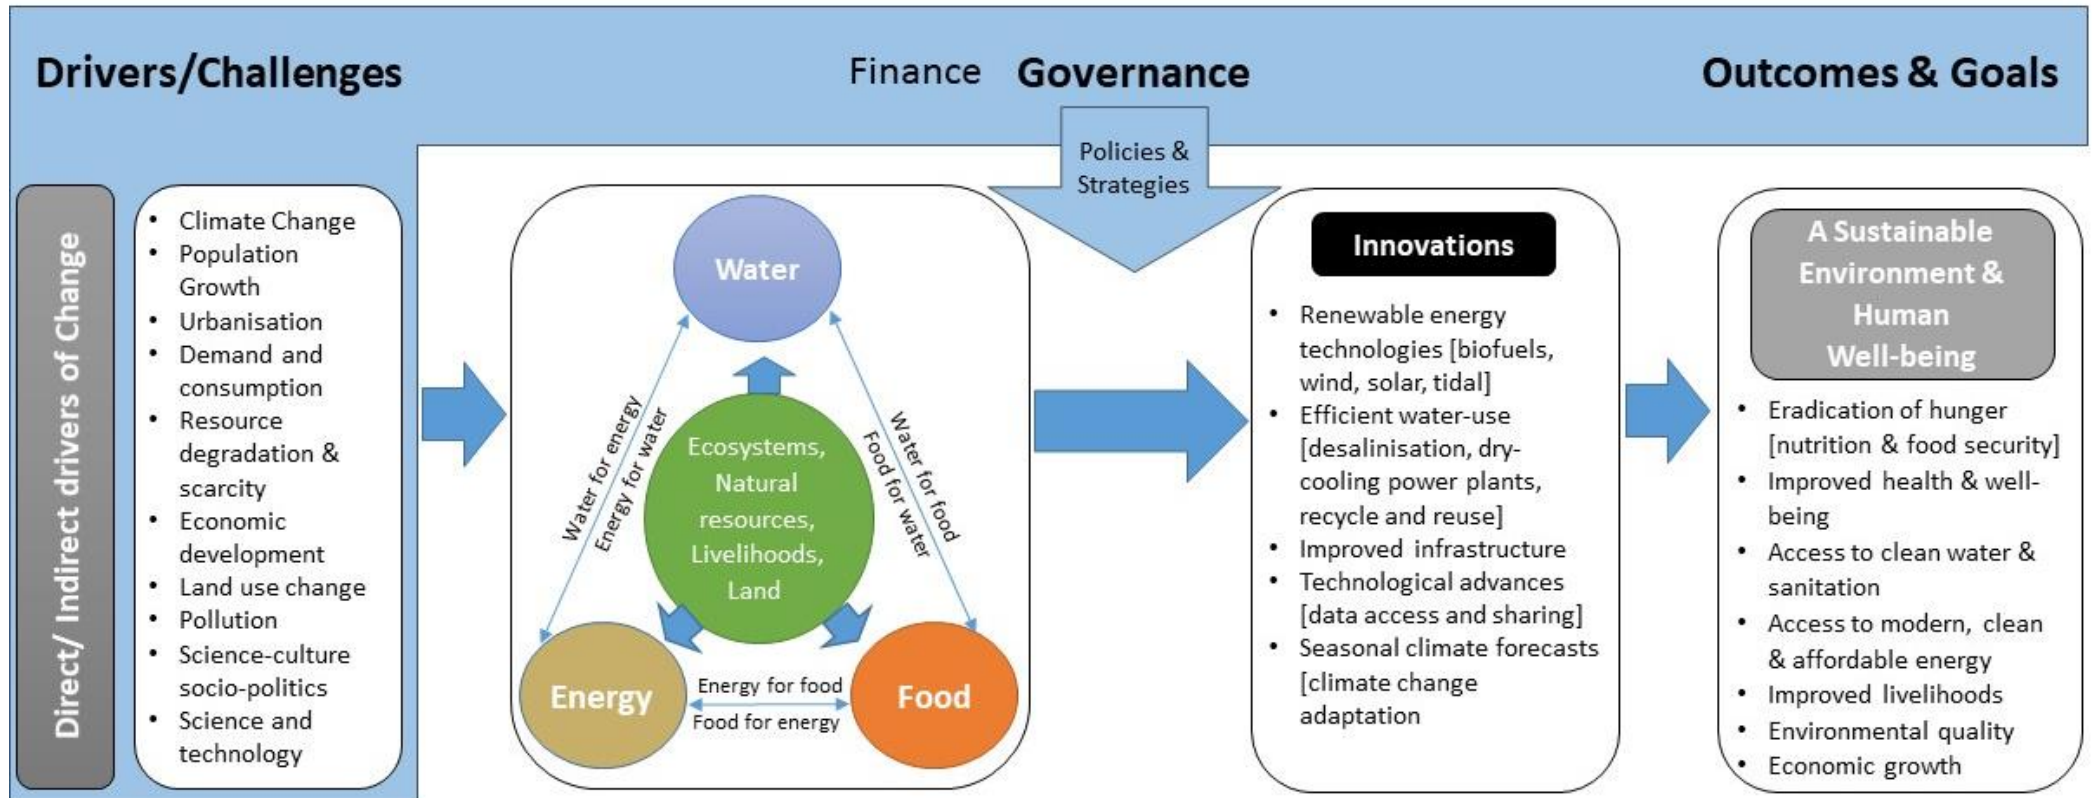 Drivers/Challenges
Finance Governance
Outcomes & Goals
Policies &
Strategies
Direct/ Indirect drivers of Change
• Climate Change
• Population
Growth
• Urbanisation
• Demand and
consumption
• Resource
degradation &
scarcity
• Economic
development
• Land use change
• Pollution
• Science-culture
socio-politics
• Science and
technology
Water
Water for energy
Energy for water
Water for food
Food for water
Ecosystems,
Natural
resources,
Livelihoods,
Land
Energy
Energy for food
Food for energy
Food
Innovations
• Renewable energy
technologies [biofuels,
wind, solar, tidal]
• Efficient water-use
[desalinisation, dry-
cooling power plants,
recycle and reuse]
• Improved infrastructure
• Technological advances
[data access and sharing]
• Seasonal climate forecasts
[climate change
adaptation
A Sustainable
Environment &
Human
Well-being
• Eradication of hunger
[nutrition & food security]
• Improved health & well-
being
• Access to clean water &
sanitation
• Access to modern, clean
& affordable energy
• Improved livelihoods
• Environmental quality
• Economic growth